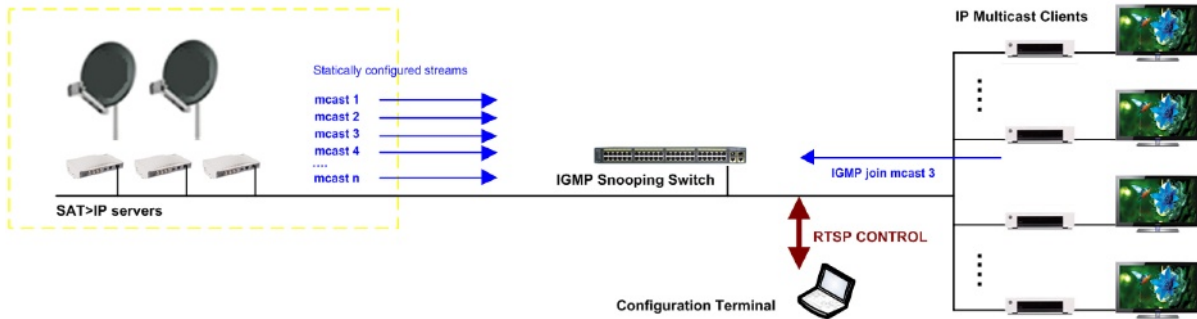 IP Multicast Clients
Statically configured streams
mcast 1
mcast 2
mcast 3
mcast 4
....
mcast n
IGMP Snooping Switch
IGMP join mcast 3
SAT>IP servers
RTSP CONTROL
Configuration Terminal